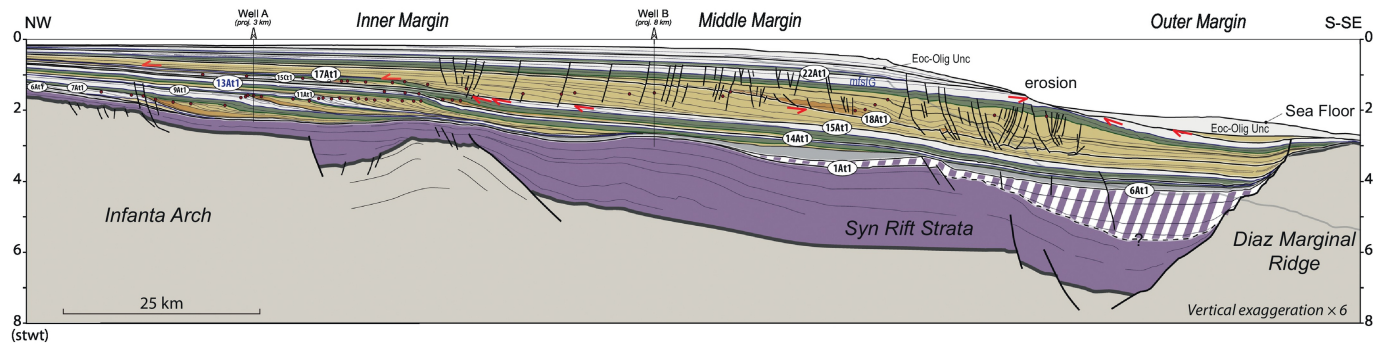 NW
Well A
(proj. 3 km)
Inner Margin
Well B
(proj. 8 km)
Middle Margin
Outer Margin
S-SE
0
0
Eoc-Olig Unc
17At1
15Ct1
13At1
22At1
mfsfG
erosion
6At1
7At1
9At1
11At1
2
2
Sea Floor
18At1
15At1
Eoc-Olig Unc
14At1
1At1
4
4
6At1
Infanta Arch
Syn Rift Strata
?
Diaz Marginal
Ridge
6
6
25 km
Vertical exaggeration × 6
8
8
(stwt)